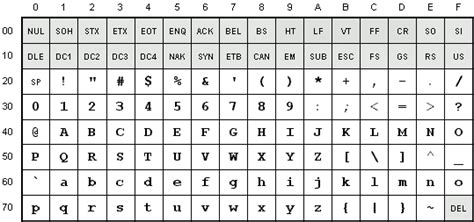 0 1 2 3 4 5 6 7 8 9 A B C D E F
00 NUL SOH STX ETX EOT ENQ ACK BEL BS HT LF VT FF CR SO SI
10 DLE DC1 DC2 DC3 DC4 NAK SYN ETB CAN EM SUB ESC FS GS RS US
20 SP ! " # $ % & ' ( ) * + , - . /
30 0 1 2 3 4 5 6 7 8 9 : ; < = > ?
40 @ A B C D E F G H I J K L M N O
50 P Q R S T U V W X Y Z [ \ ] ^ _
60 ` a b c d e f g h i j k l m n o
70 p q r s t u v w x y z { | } ~ DEL